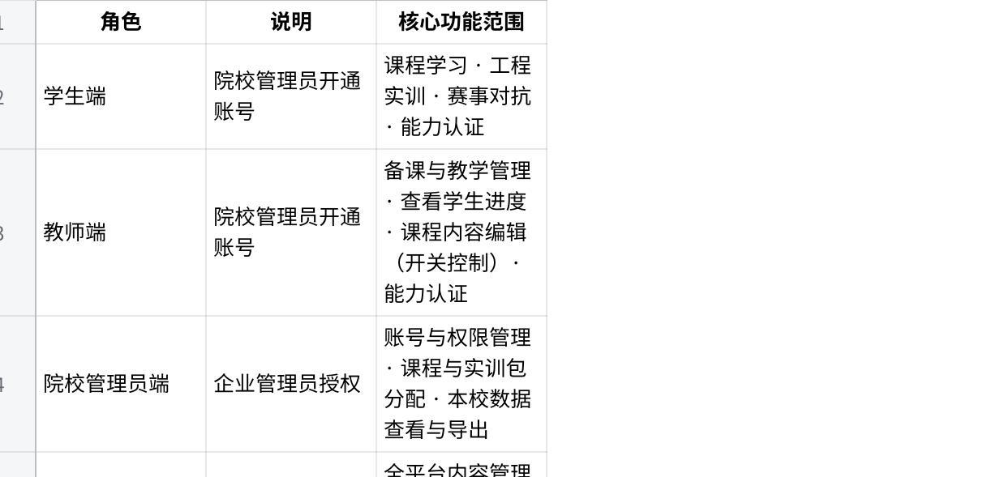 角色 说明 核心功能范围
学生端
院校管理员开通
账号
课程学习 · 工程
实训 · 赛事对抗
· 能力认证
教师端
院校管理员开通
账号
备课与教学管理
· 查看学生进度
· 课程内容编辑
（开关控制）·
能力认证
4
院校管理员端
企业管理员授权
账号与权限管理
· 课程与实训包
分配 · 本校数据
查看与导出
全平台内容管理